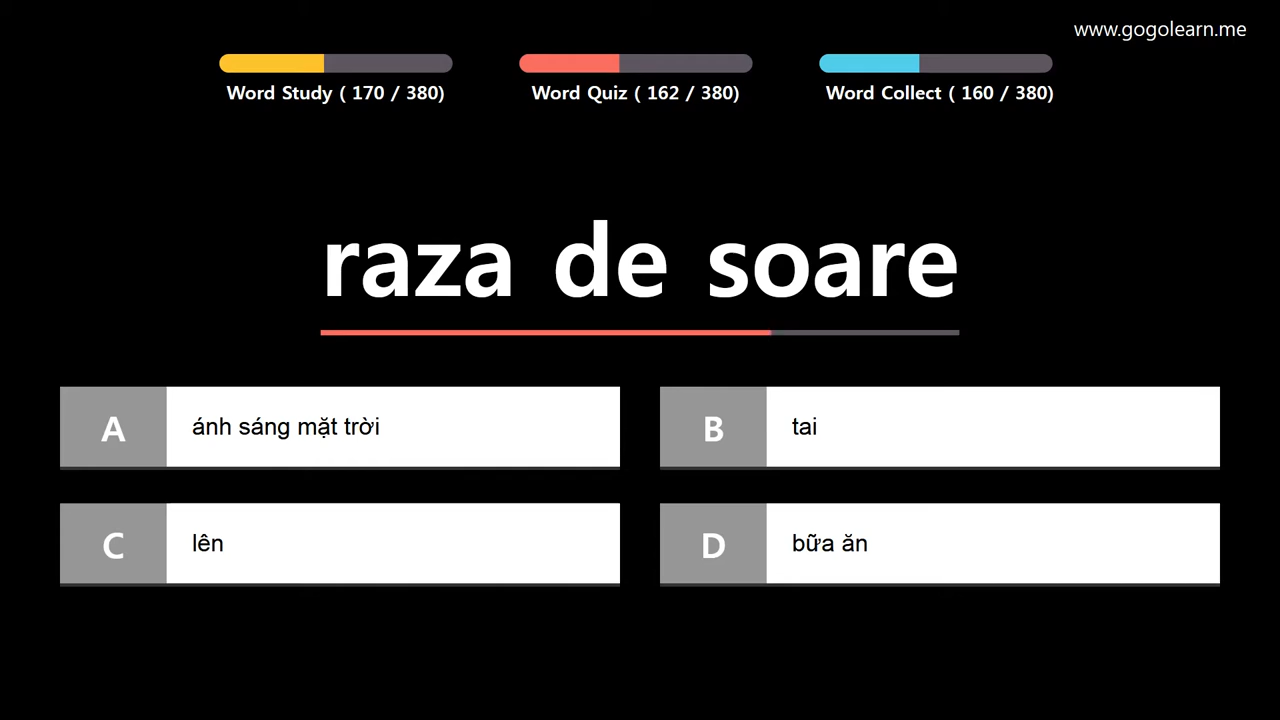 www.gogolearn.me
Word Study ( 170 / 380)
Word Quiz ( 162 / 380)
Word Collect ( 160 / 380)
raza de soare
A
ánh sáng mặt trời
B
tai
C
lên
D
bữa ăn